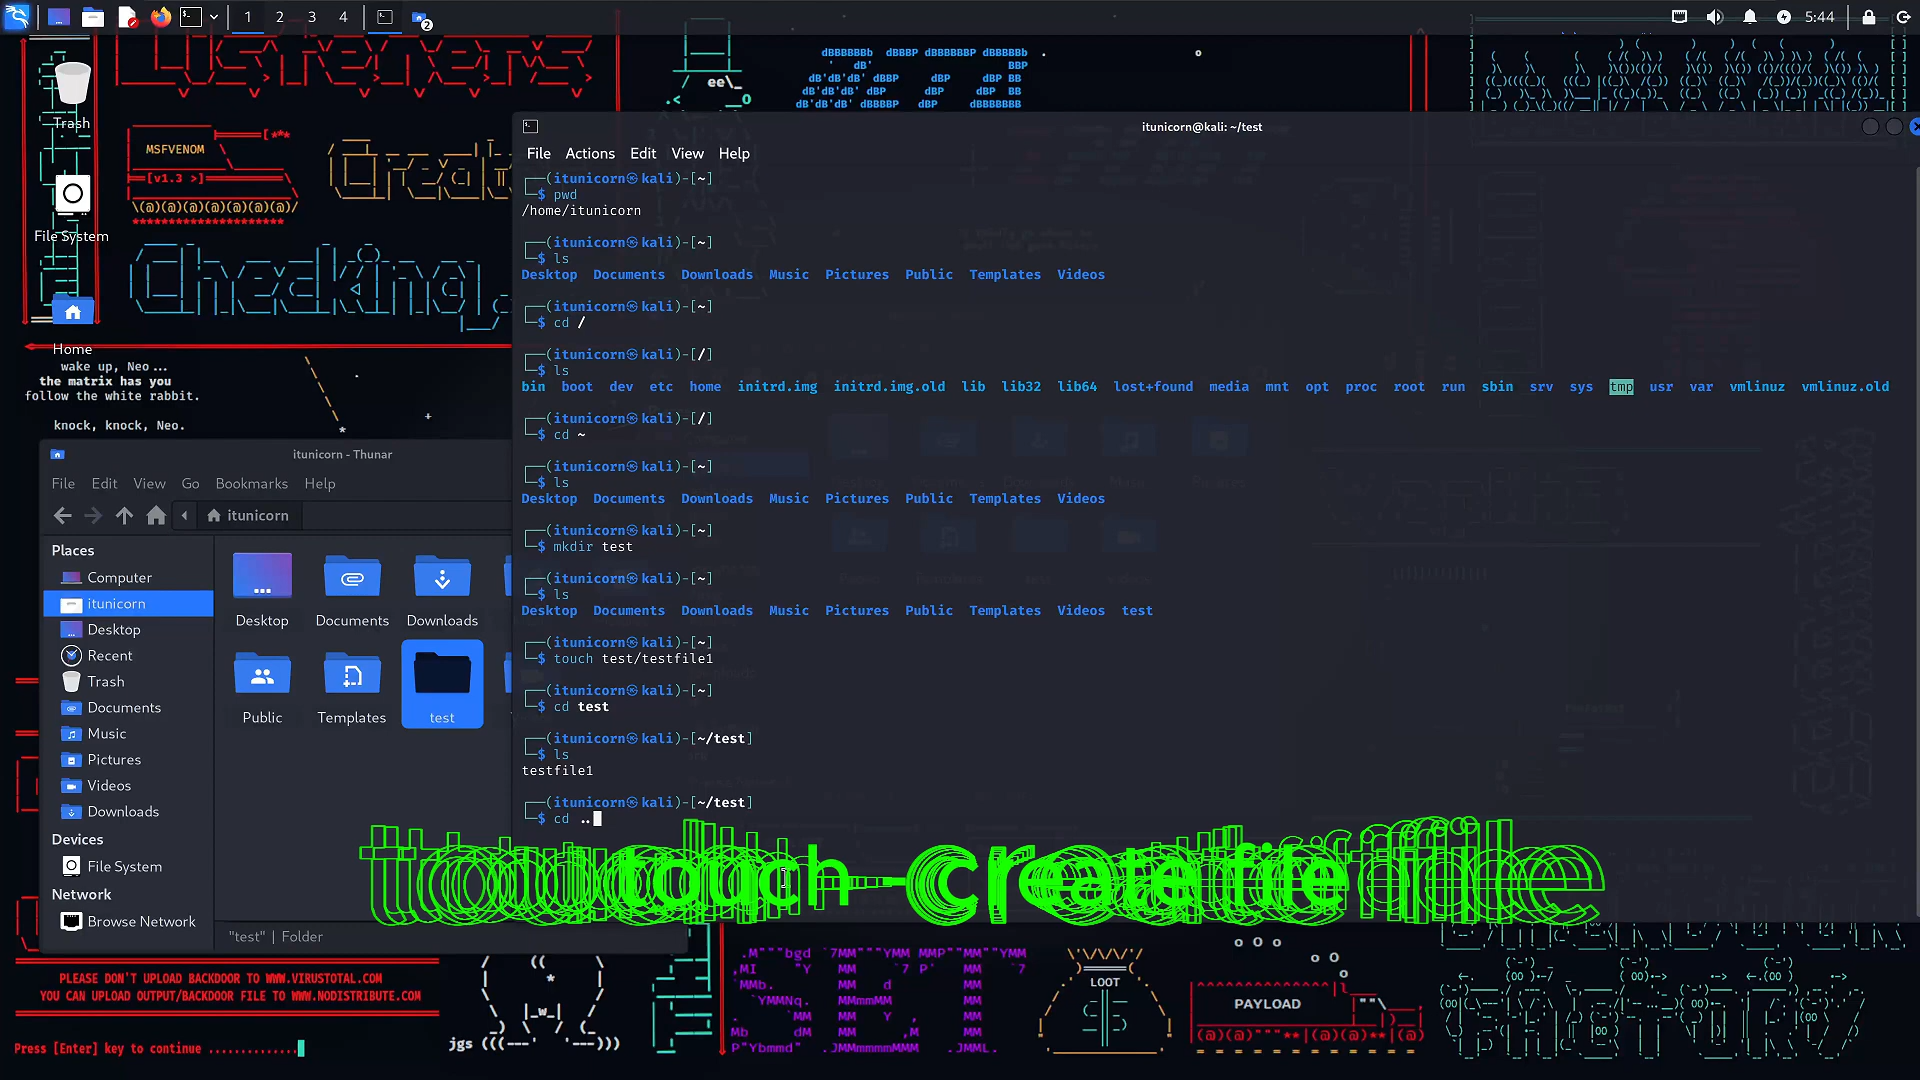 1 2 3 4
2
5:44
Trash
File System
Home
MSFVENOM
[v1.3 >]
wake up, Neo...
the matrix has you
follow the white rabbit.
knock, knock, Neo.
itunicorn@kali: ~/test
File Actions Edit View Help
(itunicorn㉿kali)-[~]
$ pwd
/home/itunicorn
(itunicorn㉿kali)-[~]
$ ls
Desktop Documents Downloads Music Pictures Public Templates Videos
(itunicorn㉿kali)-[~]
$ cd /
(itunicorn㉿kali)-[/]
$ ls
bin boot dev etc home initrd.img initrd.img.old lib lib32 lib64 lost+found media mnt opt proc root run sbin srv sys tmp usr var vmlinuz vmlinuz.old
(itunicorn㉿kali)-[/]
$ cd ~
(itunicorn㉿kali)-[~]
$ ls
Desktop Documents Downloads Music Pictures Public Templates Videos
(itunicorn㉿kali)-[~]
$ mkdir test
(itunicorn㉿kali)-[~]
$ ls
Desktop Documents Downloads Music Pictures Public Templates Videos test
(itunicorn㉿kali)-[~]
$ touch test/testfile1
(itunicorn㉿kali)-[~]
$ cd test
(itunicorn㉿kali)-[~/test]
$ ls
testfile1
(itunicorn㉿kali)-[~/test]
$ cd ..
itunicorn - Thunar
File Edit View Go Bookmarks Help
itunicorn
Places
Computer
itunicorn
Desktop
Recent
Trash
Documents
Music
Pictures
Videos
Downloads
Devices
File System
Network
Browse Network
Desktop Documents Downloads
Public Templates test
"test" | Folder
touch - create file
PLEASE DON'T UPLOAD BACKDOOR TO WWW.VIRUSTOTAL.COM
YOU CAN UPLOAD OUTPUT/BACKDOOR FILE TO WWW.NODISTRIBUTE.COM
Press [Enter] key to continue ..............
jgs
LOOT
PAYLOAD